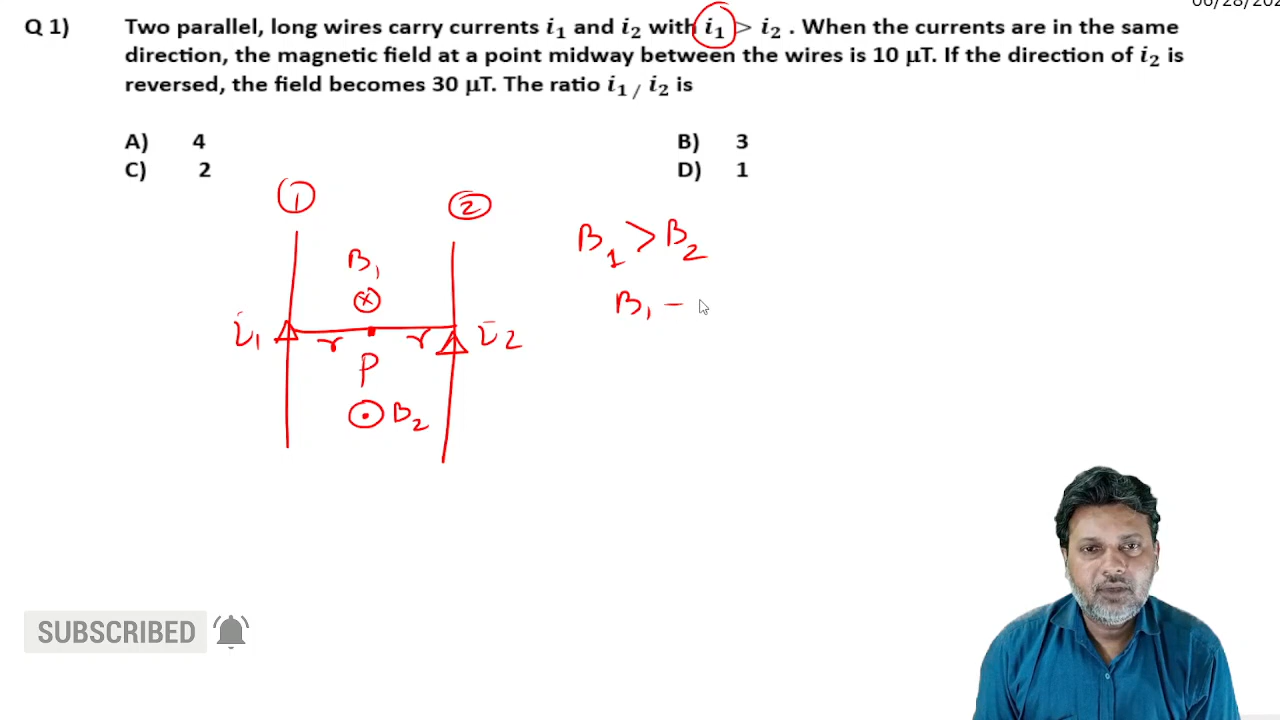 06/28/202
Q 1) Two parallel, long wires carry currents i₁ and i₂ with i₁ > i₂ . When the currents are in the same
direction, the magnetic field at a point midway between the wires is 10 µT. If the direction of i₂ is
reversed, the field becomes 30 µT. The ratio i₁ / i₂ is
A) 4 B) 3
C) 2 D) 1
1 2
B₁ B₁ > B₂
B₁ −
i₁ r r i₂
P
B₂
SUBSCRIBED